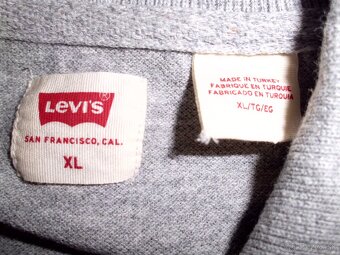 LEVI'S
SAN FRANCISCO, CAL.
XL
MADE IN TURKEY
FABRIQUE EN TURQUIE
FABRICADO EN TURQUIA
XL/TG/EG